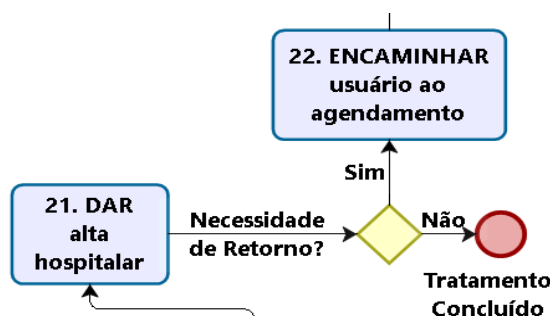 22. ENCAMINHAR
usuário ao
agendamento
Sim
21. DAR
alta
hospitalar
Necessidade
de Retorno?
Não
Tratamento
Concluído